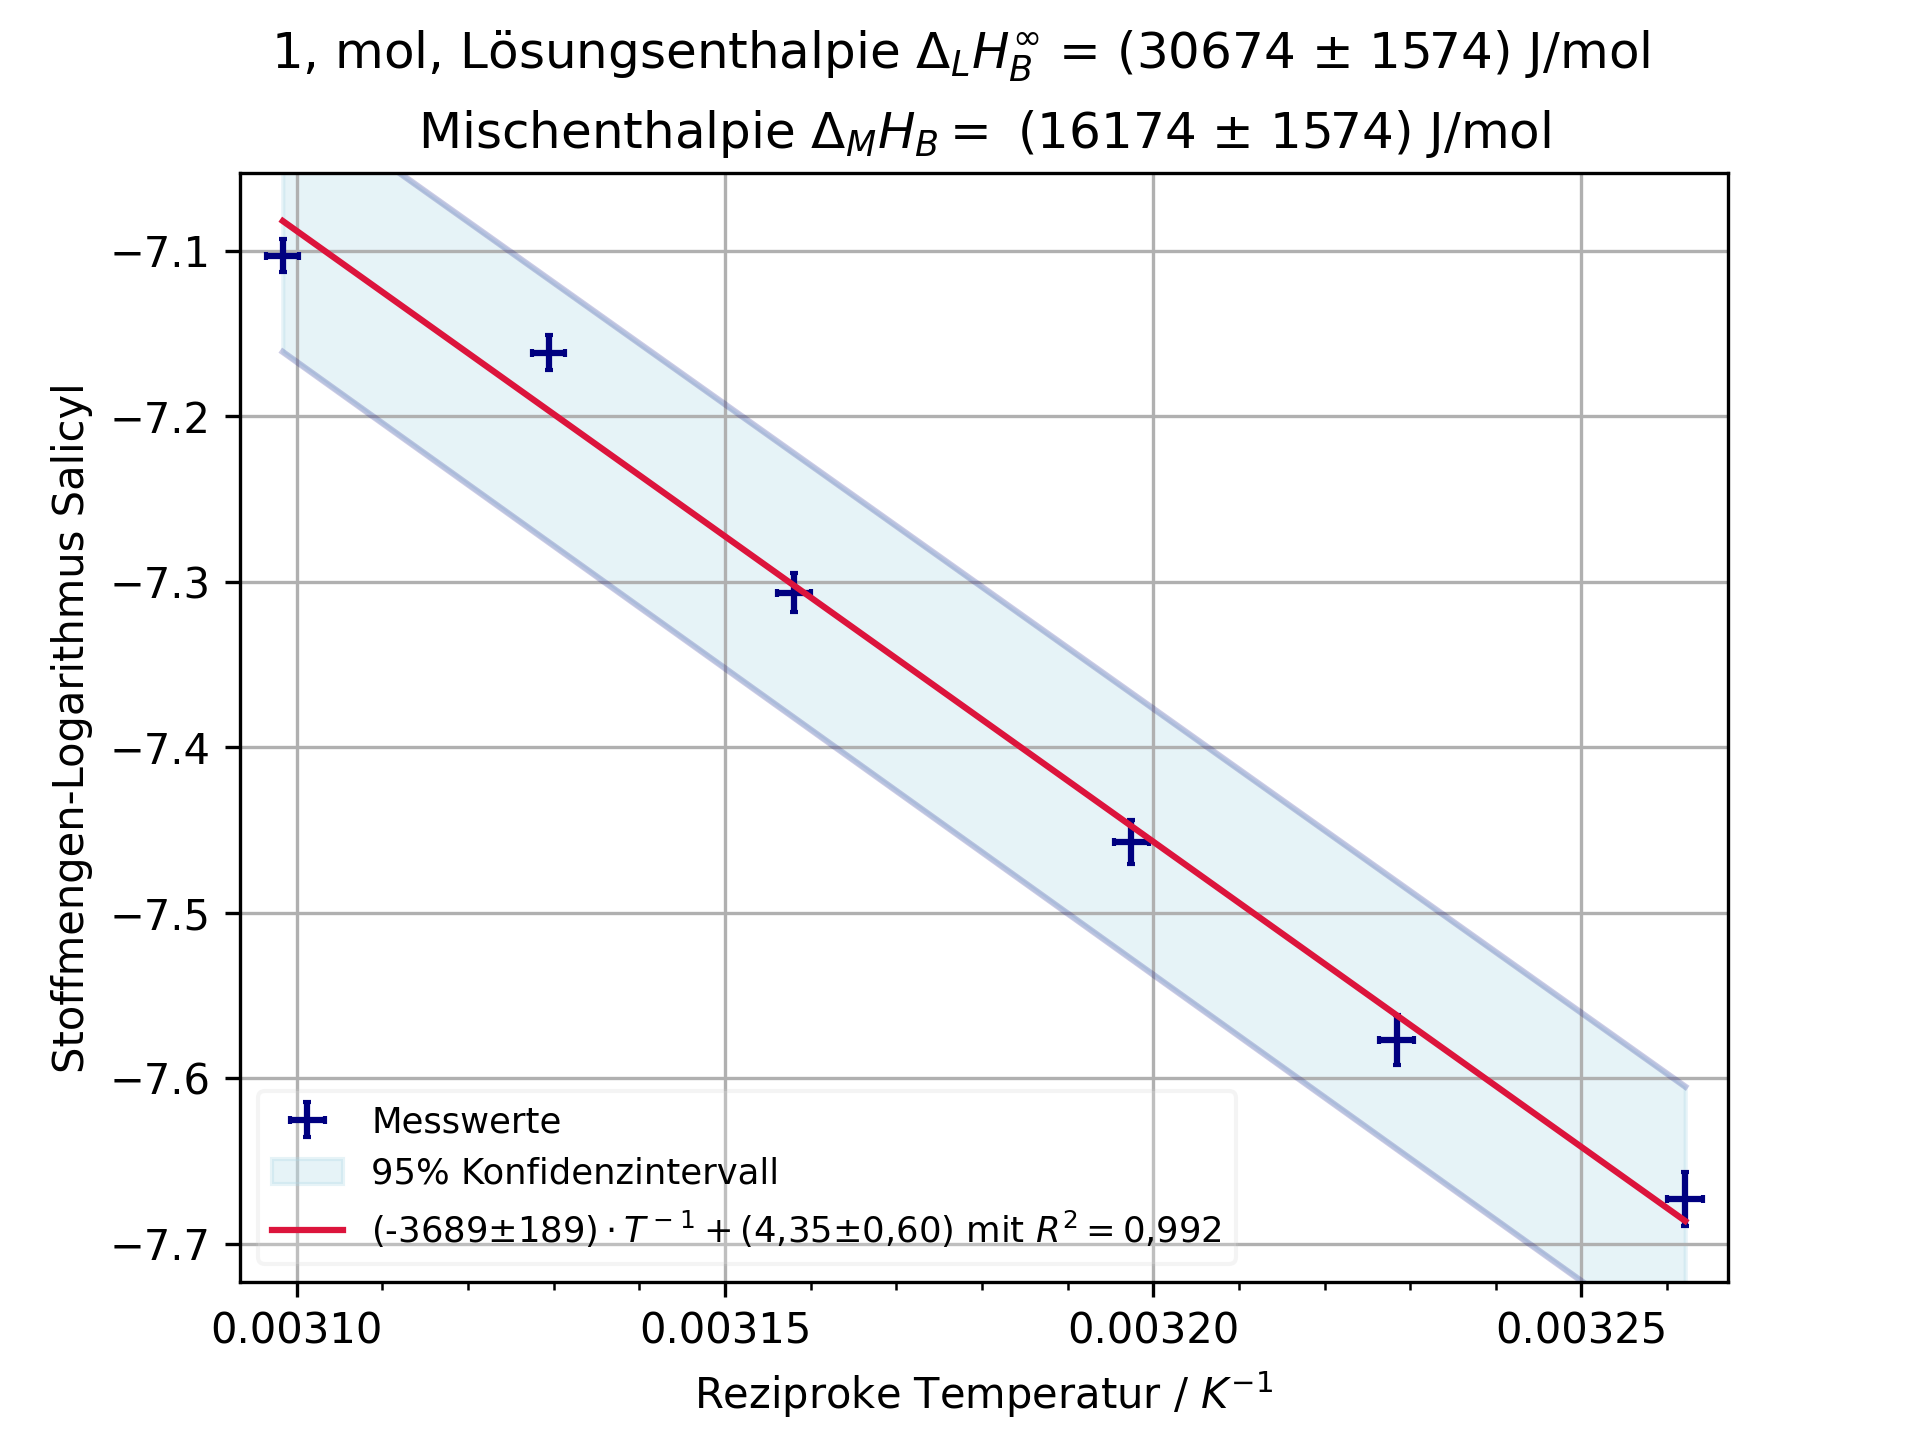 1, mol, Lösungsenthalpie Δ_L H_B^∞ = (30674 ± 1574) J/mol
Mischenthalpie Δ_M H_B = (16174 ± 1574) J/mol
Stoffmengen-Logarithmus Salicyl
−7.1
−7.2
−7.3
−7.4
−7.5
−7.6
−7.7
Messwerte
95% Konfidenzintervall
(-3689±189) · T⁻¹ + (4,35±0,60) mit R² = 0,992
0.00310 0.00315 0.00320 0.00325
Reziproke Temperatur / K⁻¹